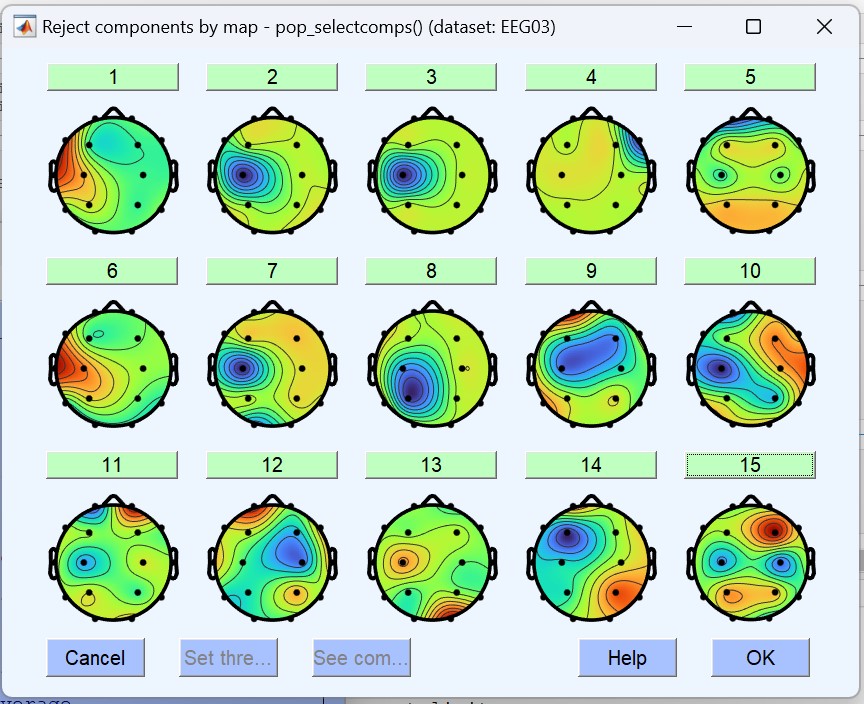 Reject components by map - pop_selectcomps() (dataset: EEG03)
1 2 3 4 5
6 7 8 9 10
11 12 13 14 15
Cancel Set thre... See com... Help OK